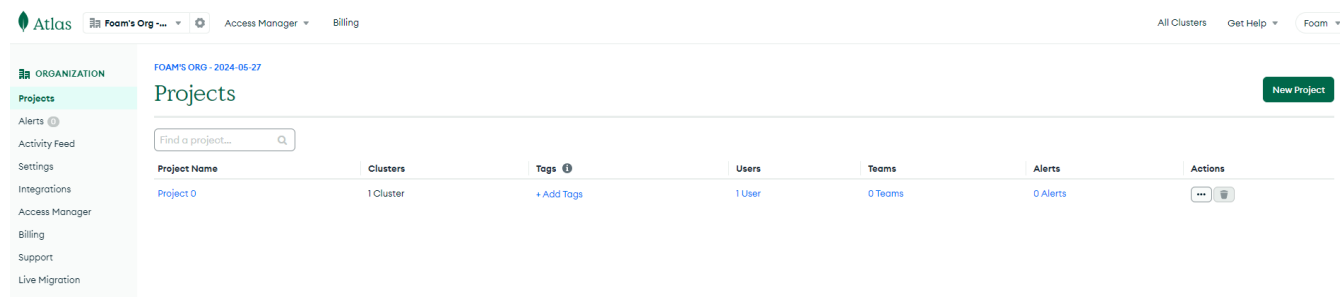 Atlas Foam's Org -... Access Manager Billing All Clusters Get Help Foam
ORGANIZATION
Projects
Alerts 0
Activity Feed
Settings
Integrations
Access Manager
Billing
Support
Live Migration
FOAM'S ORG - 2024-05-27
Projects
New Project
Find a project...
Project Name Clusters Tags Users Teams Alerts Actions
Project 0 1 Cluster + Add Tags 1 User 0 Teams 0 Alerts